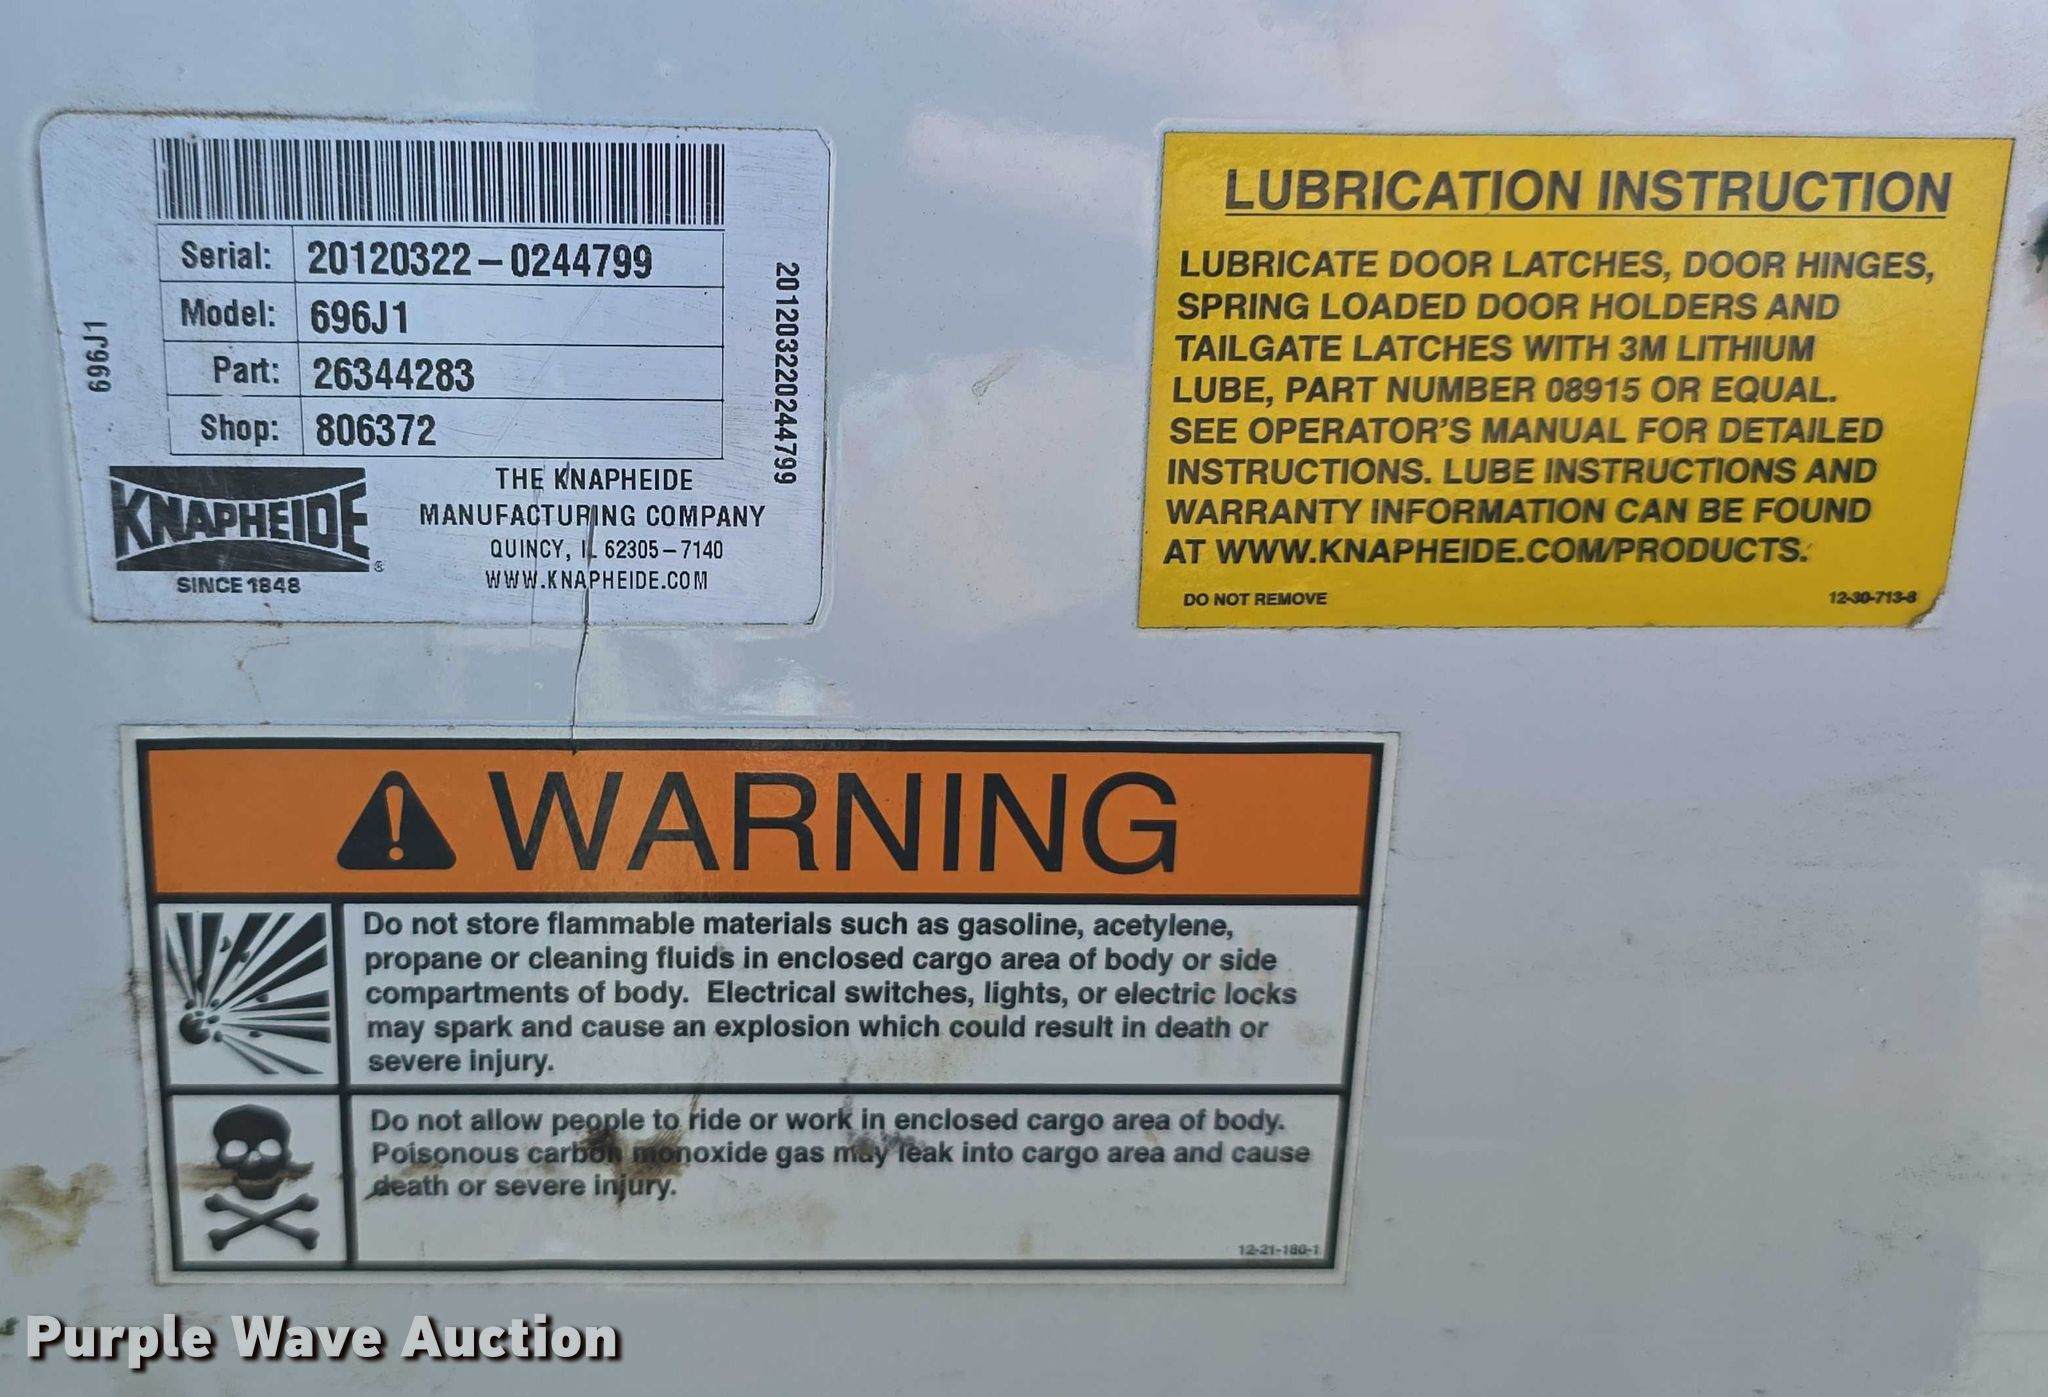 Serial: 20120322-0244799
Model: 696J1
Part: 26344283
Shop: 806372
696J1
201203220244799
KNAPHEIDE®
SINCE 1848
THE KNAPHEIDE
MANUFACTURING COMPANY
QUINCY, IL 62305-7140
WWW.KNAPHEIDE.COM
LUBRICATION INSTRUCTION
LUBRICATE DOOR LATCHES, DOOR HINGES,
SPRING LOADED DOOR HOLDERS AND
TAILGATE LATCHES WITH 3M LITHIUM
LUBE, PART NUMBER 08915 OR EQUAL.
SEE OPERATOR'S MANUAL FOR DETAILED
INSTRUCTIONS. LUBE INSTRUCTIONS AND
WARRANTY INFORMATION CAN BE FOUND
AT WWW.KNAPHEIDE.COM/PRODUCTS.
DO NOT REMOVE 12-30-713-8
WARNING
Do not store flammable materials such as gasoline, acetylene,
propane or cleaning fluids in enclosed cargo area of body or side
compartments of body. Electrical switches, lights, or electric locks
may spark and cause an explosion which could result in death or
severe injury.
Do not allow people to ride or work in enclosed cargo area of body.
Poisonous carbon monoxide gas may leak into cargo area and cause
death or severe injury.
12-21-180-1
Purple Wave Auction